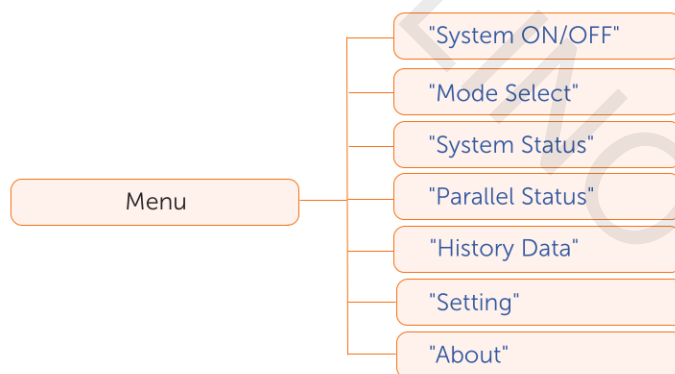 "System ON/OFF"
"Mode Select"
"System Status"
Menu
"Parallel Status"
"History Data"
"Setting"
"About"